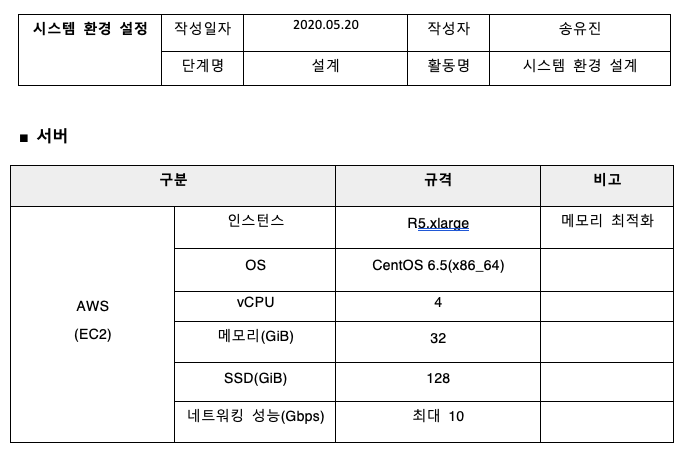 시스템 환경 설정 작성일자 2020.05.20 작성자 송유진
단계명 설계 활동명 시스템 환경 설계
■ 서버
구분 규격 비고
AWS
(EC2)
인스턴스 R5.xlarge 메모리 최적화
OS CentOS 6.5(x86_64)
vCPU 4
메모리(GiB) 32
SSD(GiB) 128
네트워킹 성능(Gbps) 최대 10